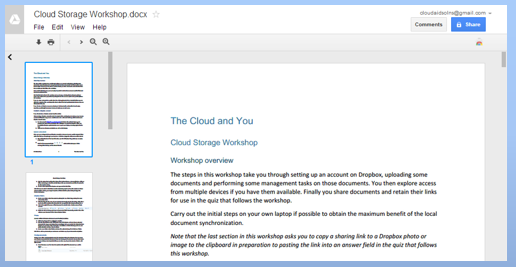 Cloud Storage Workshop.docx
File Edit View Help
Comments
Share
1
The Cloud and You
Cloud Storage Workshop
Workshop overview
The steps in this workshop take you through setting up an account on Dropbox, uploading some
documents and performing some management tasks on those documents. You then explore access
from multiple devices if you have them available. Finally you share documents and retain their links
for use in the quiz that follows the workshop.
Carry out the initial steps on your own laptop if possible to obtain the maximum benefit of the local
document synchronization.
Note that the last section in this workshop asks you to copy a sharing link to a Dropbox photo or
image to the clipboard in preparation to pasting the link into an answer field in the quiz that follows
this workshop.